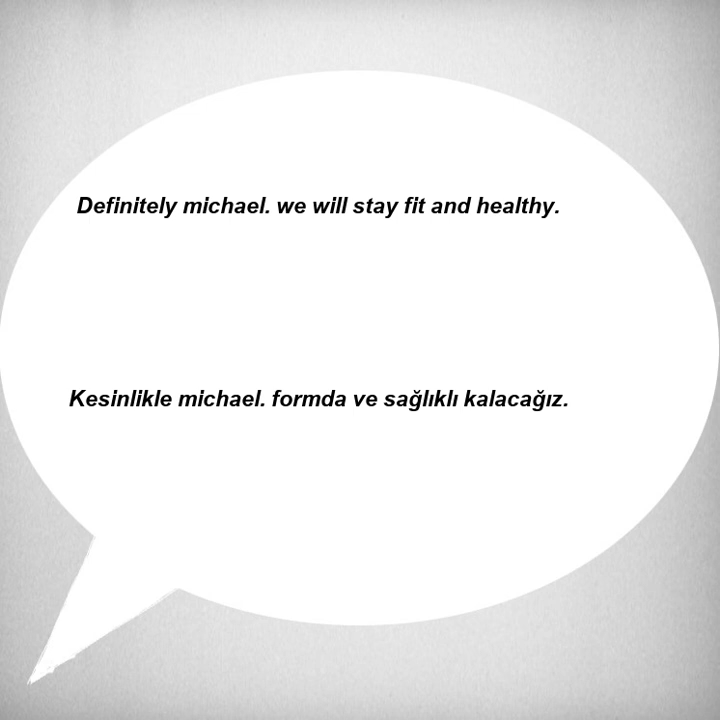 Definitely michael. we will stay fit and healthy.
Kesinlikle michael. formda ve sağlıklı kalacağız.